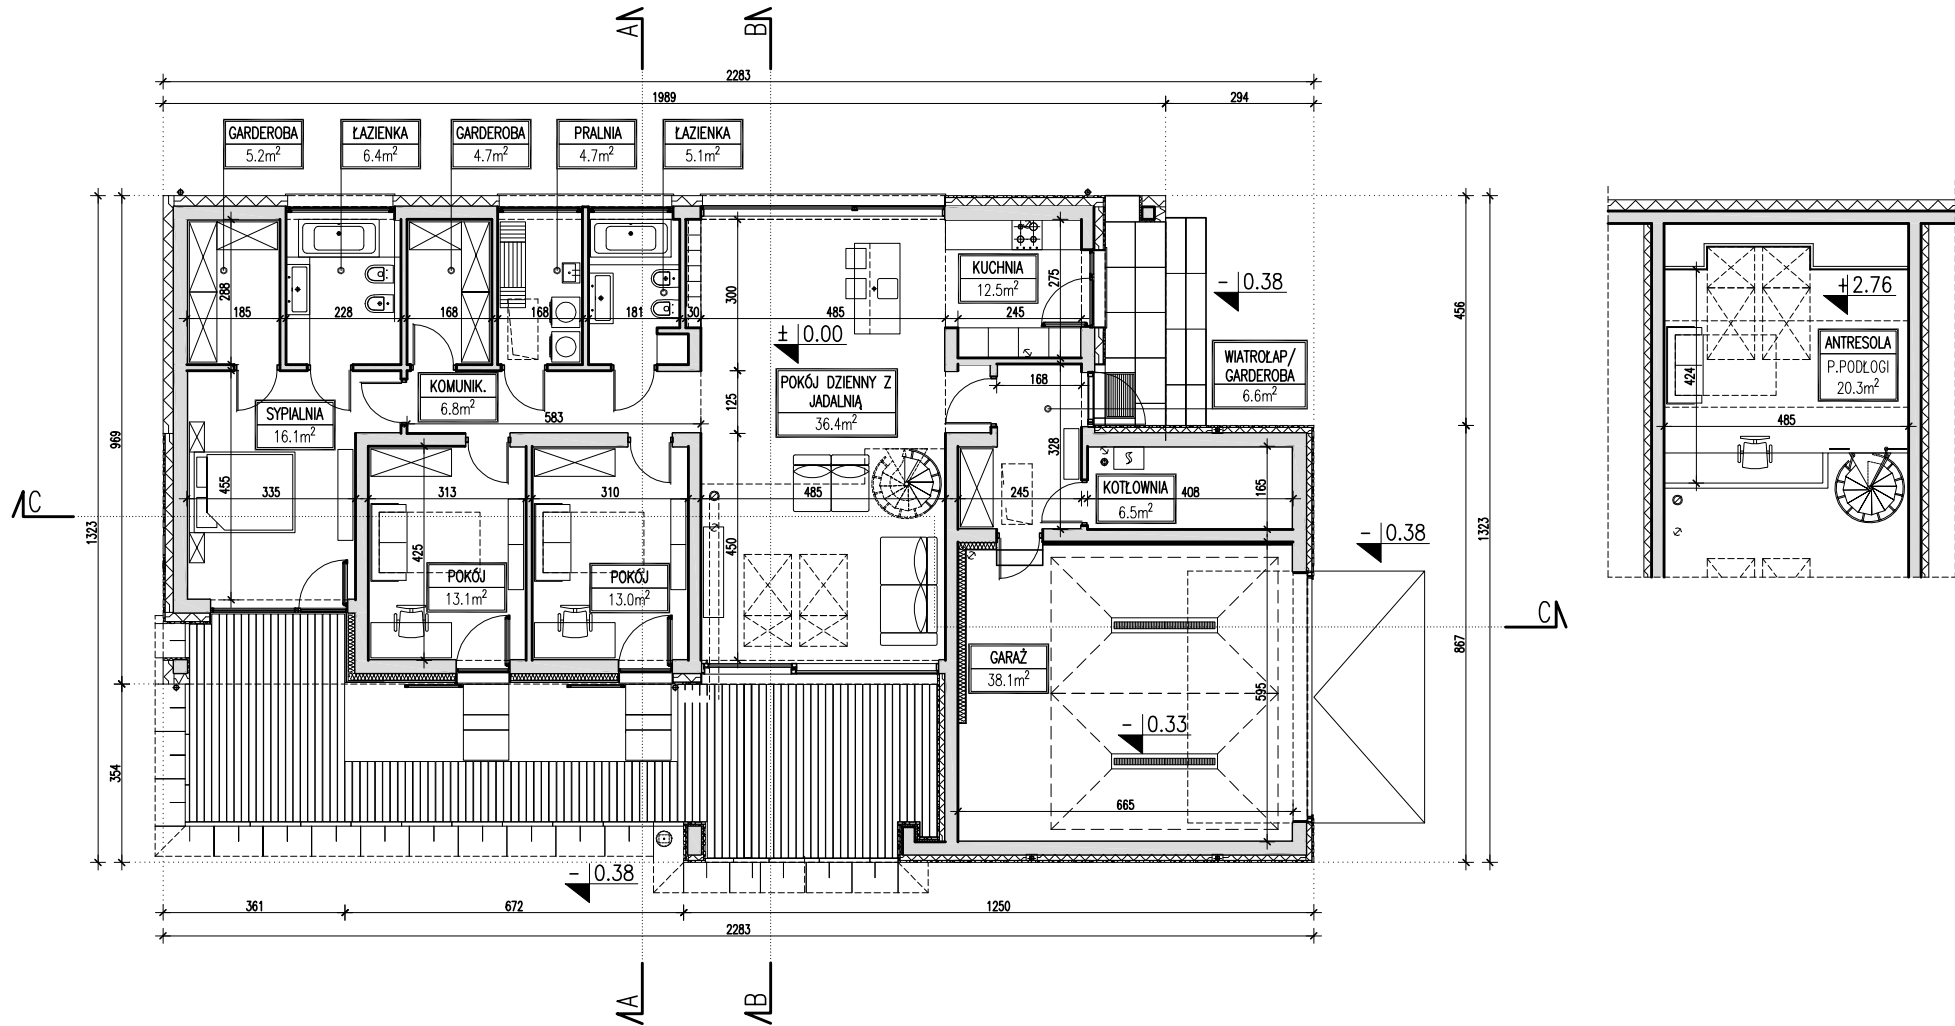 A
B
2283
1989
294
GARDEROBA
5.2m²
ŁAZIENKA
6.4m²
GARDEROBA
4.7m²
PRALNIA
4.7m²
ŁAZIENKA
5.1m²
288
185
228
168
168
181
30
300
485
± 0.00
KUCHNIA
12.5m²
275
245
- 0.38
WIATROŁAP/
GARDEROBA
6.6m²
456
1323
969
1323
SYPIALNIA
16.1m²
KOMUNIK.
6.8m²
583
125
POKÓJ DZIENNY Z
JADALNIĄ
36.4m²
168
328
455
335
313
310
485
245
KOTŁOWNIA
6.5m²
408
165
C
- 0.38
425
POKÓJ
13.1m²
POKÓJ
13.0m²
450
C
867
GARAŻ
38.1m²
595
- 0.33
665
354
- 0.38
361
672
1250
2283
A
B
+2.76
ANTRESOLA
P.PODŁOGI
20.3m²
424
485